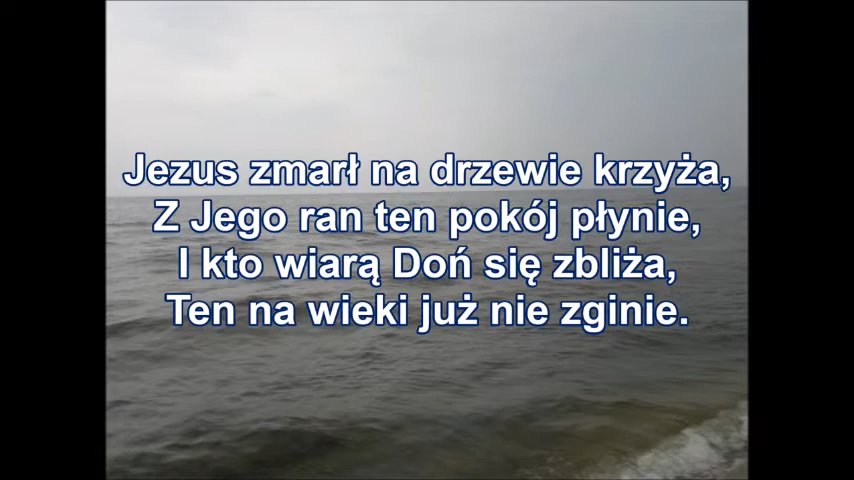 Jezus zmarł na drzewie krzyża,
Z Jego ran ten pokój płynie,
I kto wiarą Doń się zbliża,
Ten na wieki już nie zginie.